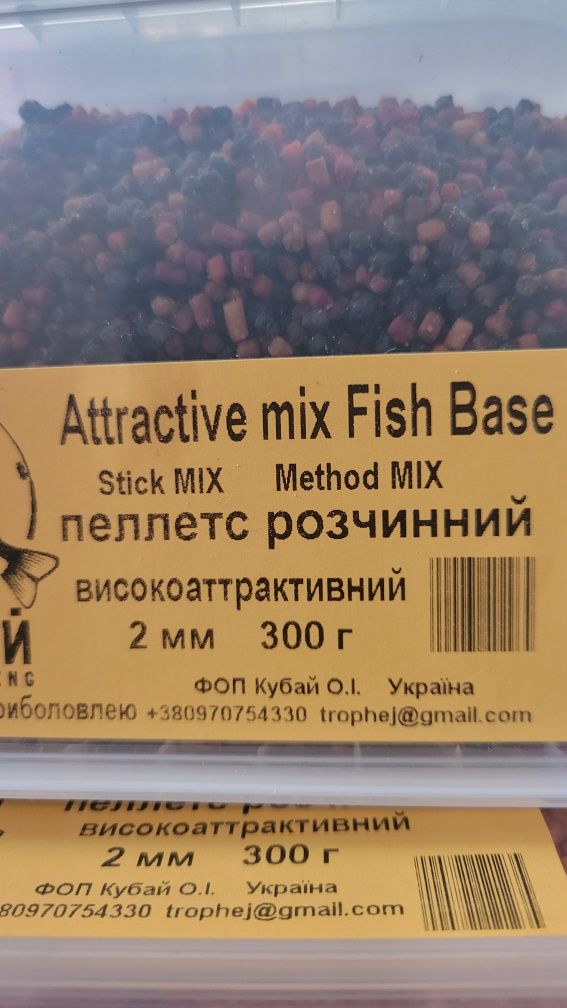 Attractive mix Fish Base
Stick MIX Method MIX
пеллетс розчинний
високоаттрактивний
2 мм 300 г
ФОП Кубай О.І. Україна
+380970754330 trophej@gmail.com
високоаттрактивний
2 мм 300 г
ФОП Кубай О.І. Україна
80970754330 trophej@gmail.com